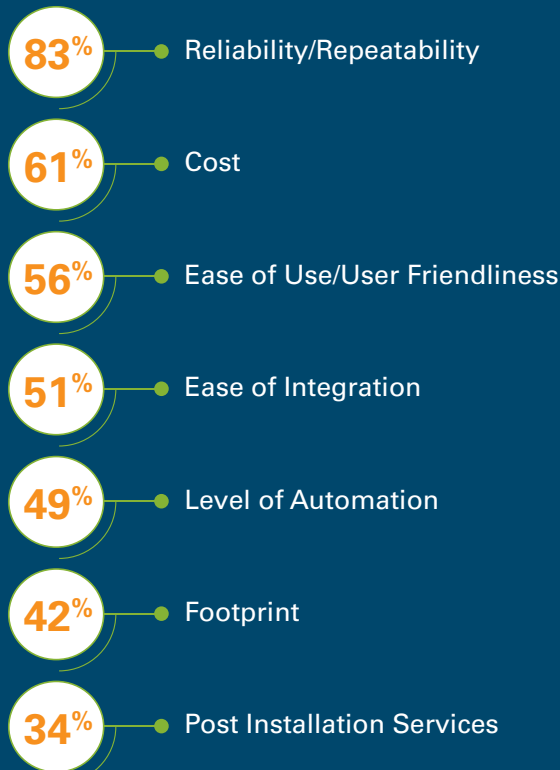 83% Reliability/Repeatability
61% Cost
56% Ease of Use/User Friendliness
51% Ease of Integration
49% Level of Automation
42% Footprint
34% Post Installation Services